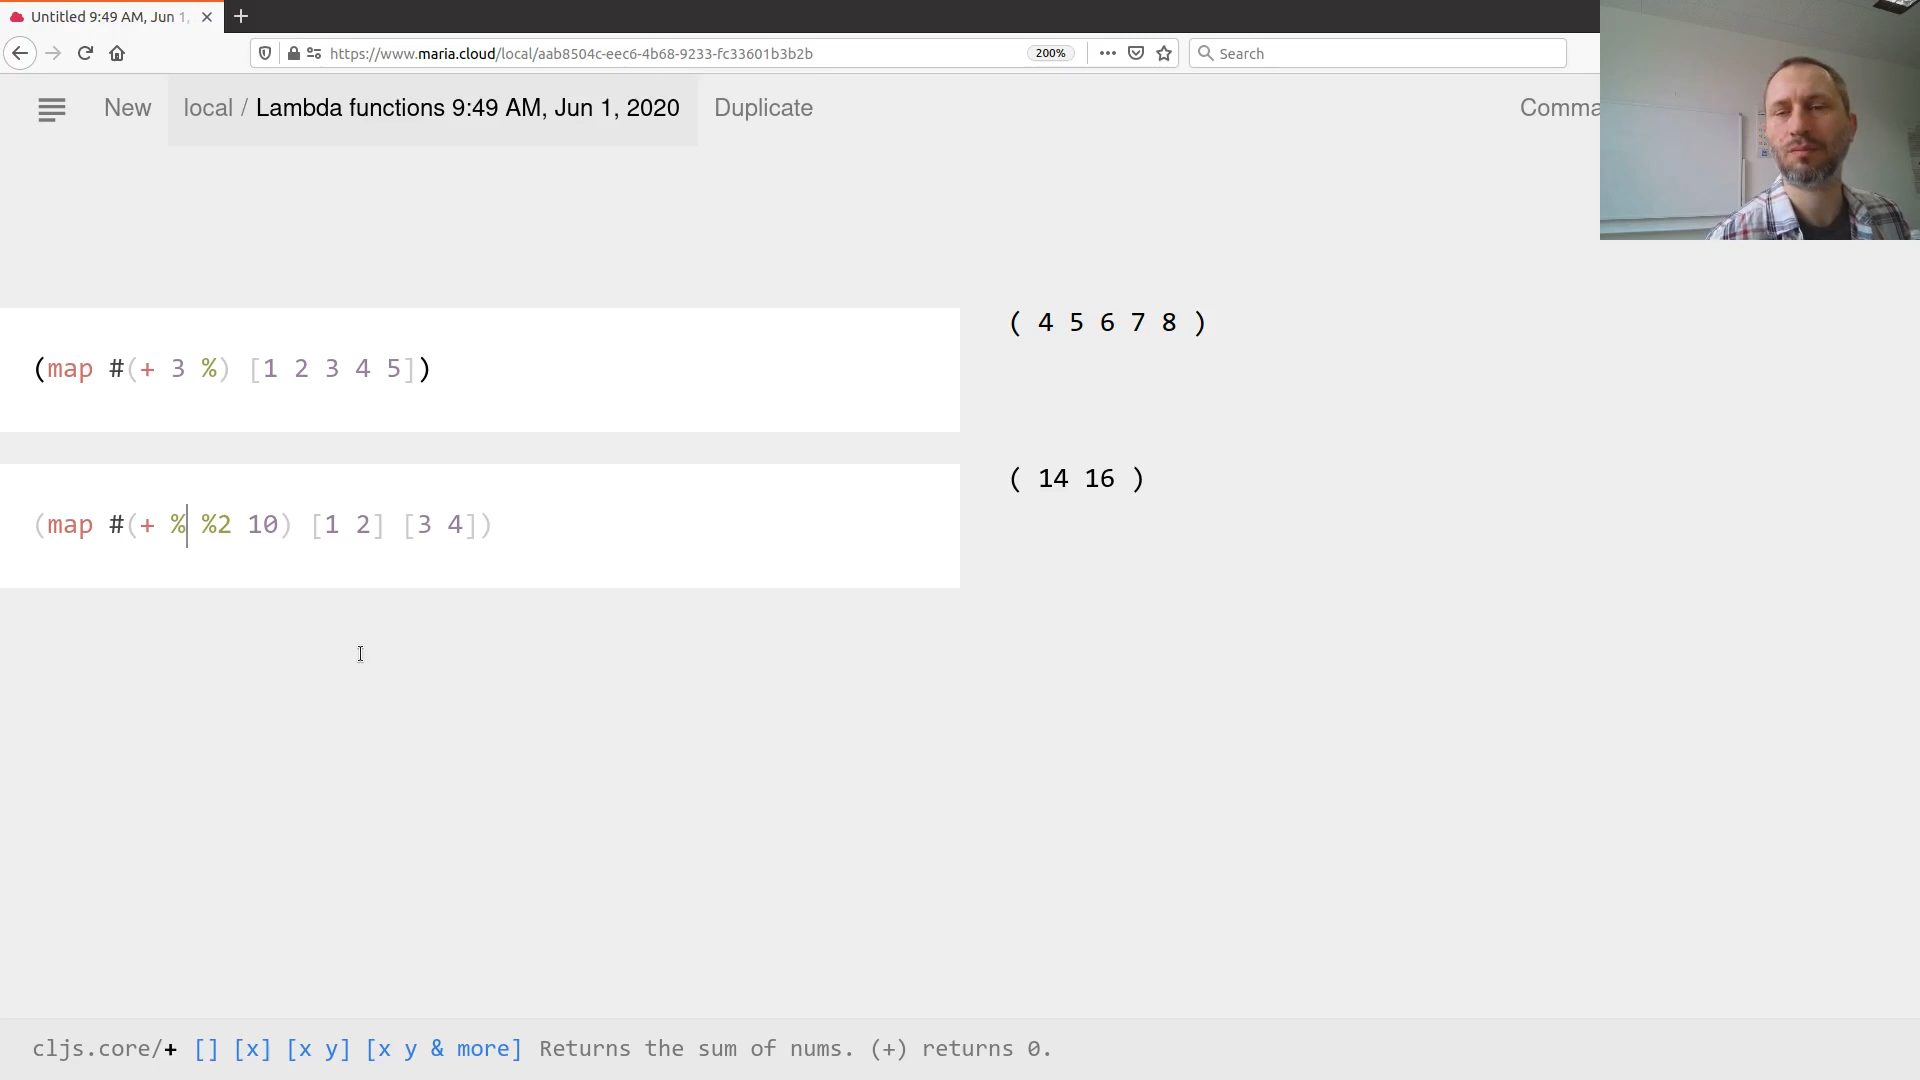 Untitled 9:49 AM, Jun 1,
https://www.maria.cloud/local/aab8504c-eec6-4b68-9233-fc33601b3b2b 200% Search
New local / Lambda functions 9:49 AM, Jun 1, 2020 Duplicate Comma
( 4 5 6 7 8 )
(map #(+ 3 %) [1 2 3 4 5])
( 14 16 )
(map #(+ % %2 10) [1 2] [3 4])
cljs.core/+ [] [x] [x y] [x y & more] Returns the sum of nums. (+) returns 0.